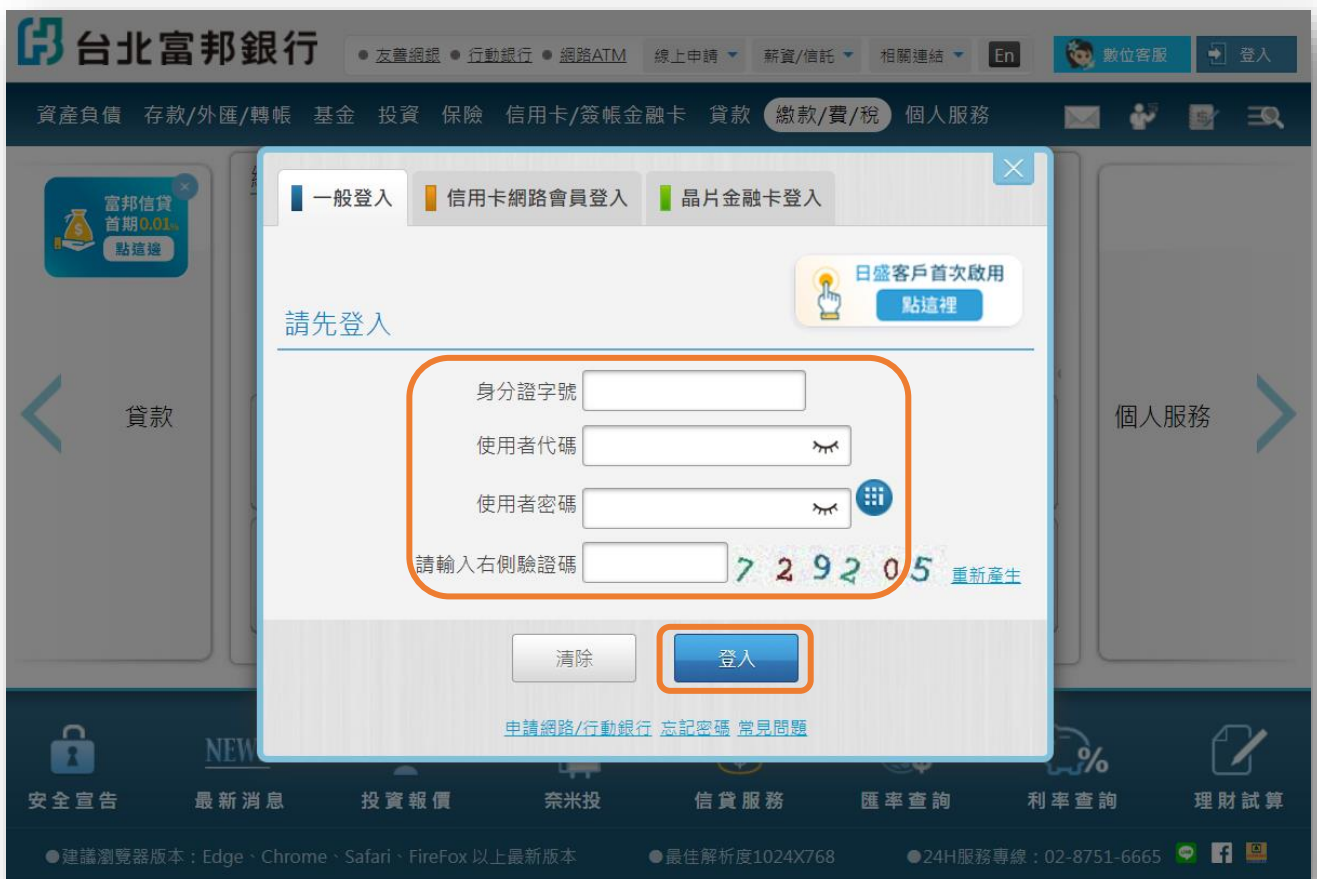 台北富邦銀行
●友善網銀 ●行動銀行 ●網路ATM 線上申請 薪資/信託 相關連結 En 數位客服 登入
資產負債 存款/外匯/轉帳 基金 投資 保險 信用卡/簽帳金融卡 貸款 繳款/費/稅 個人服務
一般登入 信用卡網路會員登入 晶片金融卡登入
富邦信貸
首期0.01%
點這邊
日盛客戶首次啟用
點這裡
請先登入
身分證字號
使用者代碼
貸款
個人服務
使用者密碼
請輸入右側驗證碼 7 2 9 2 0 5 重新產生
清除 登入
申請網路/行動銀行 忘記密碼 常見問題
NEW
%
安全宣告 最新消息 投資報價 奈米投 信貸服務 匯率查詢 利率查詢 理財試算
●建議瀏覽器版本：Edge、Chrome、Safari、FireFox 以上最新版本 ●最佳解析度1024X768 ●24H服務專線：02-8751-6665